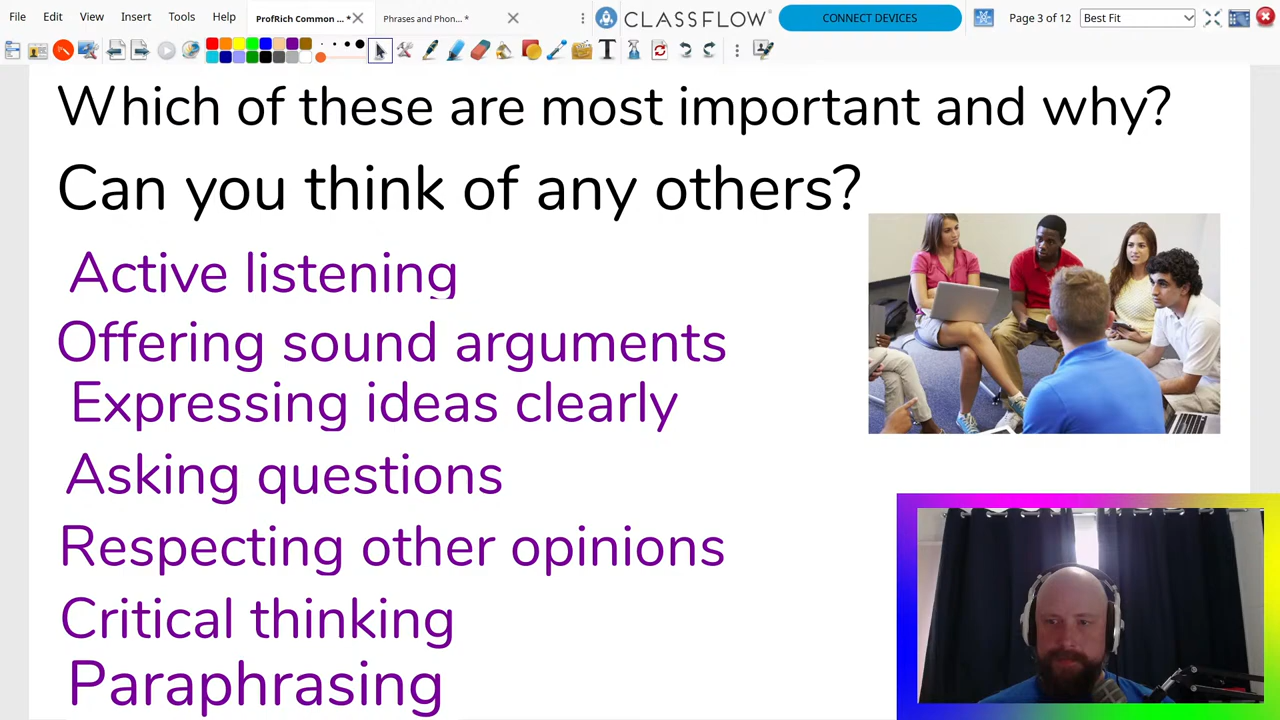 File Edit View Insert Tools Help ProfRich Common ... * Phrases and Phon... * CLASSFLOW CONNECT DEVICES Page 3 of 12 Best Fit
Which of these are most important and why?
Can you think of any others?
Active listening
Offering sound arguments
Expressing ideas clearly
Asking questions
Respecting other opinions
Critical thinking
Paraphrasing